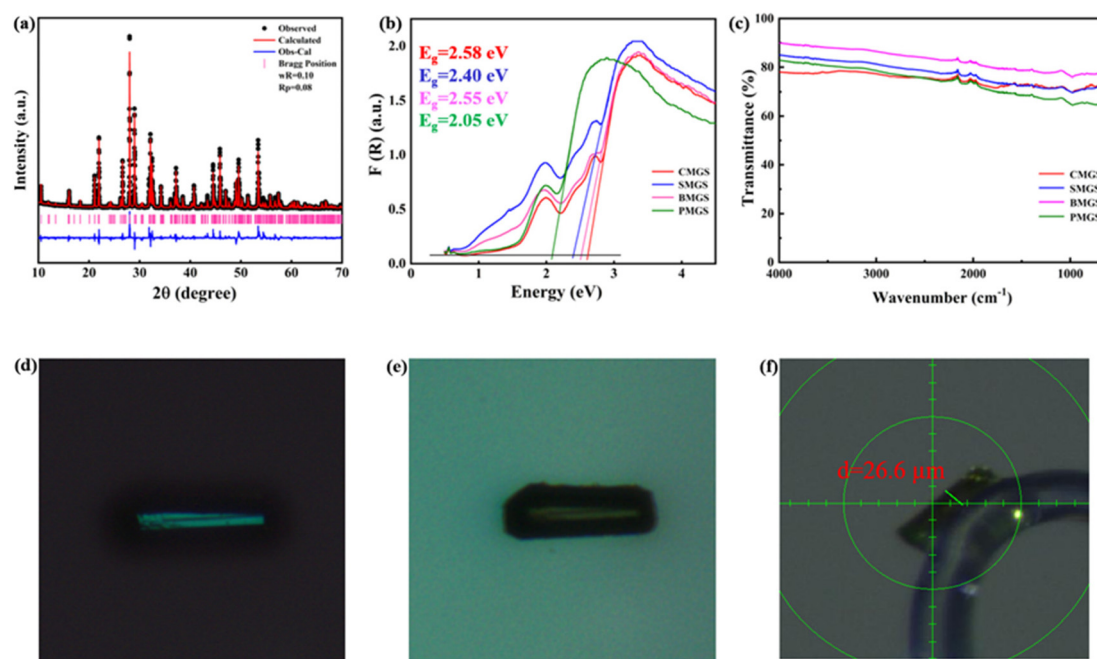 (a)
Observed
Calculated
Obs-Cal
Bragg Position
wR=0.10
Rp=0.08
Intensity (a.u.)
10 20 30 40 50 60 70
2θ (degree)
(b)
E_g=2.58 eV
E_g=2.40 eV
E_g=2.55 eV
E_g=2.05 eV
CMGS
SMGS
BMGS
PMGS
2.0
1.5
1.0
0.5
0.0
F (R) (a.u.)
0 1 2 3 4
Energy (eV)
(c)
100
80
60
40
20
0
Transmittance (%)
CMGS
SMGS
BMGS
PMGS
4000 3000 2000 1000
Wavenumber (cm⁻¹)
(d)
(e)
(f)
d=26.6 μm